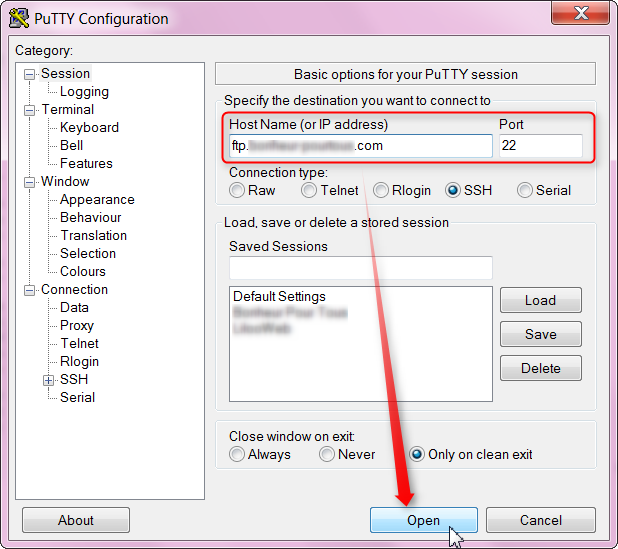 PuTTY Configuration
Category:
Session
Logging
Terminal
Keyboard
Bell
Features
Window
Appearance
Behaviour
Translation
Selection
Colours
Connection
Data
Proxy
Telnet
Rlogin
SSH
Serial
Basic options for your PuTTY session
Specify the destination you want to connect to
Host Name (or IP address) Port
ftp. .com 22
Connection type:
Raw Telnet Rlogin SSH Serial
Load, save or delete a stored session
Saved Sessions
Default Settings
Load
Save
Delete
Close window on exit:
Always Never Only on clean exit
About Open Cancel